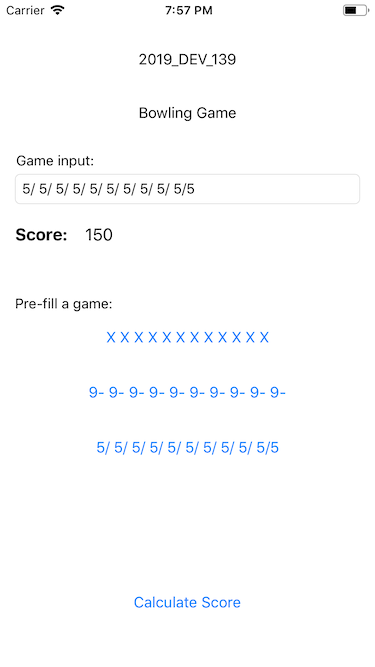 Carrier 7:57 PM
2019_DEV_139
Bowling Game
Game input:
5/ 5/ 5/ 5/ 5/ 5/ 5/ 5/ 5/ 5/5
Score: 150
Pre-fill a game:
X X X X X X X X X X X X
9- 9- 9- 9- 9- 9- 9- 9- 9- 9-
5/ 5/ 5/ 5/ 5/ 5/ 5/ 5/ 5/ 5/5
Calculate Score